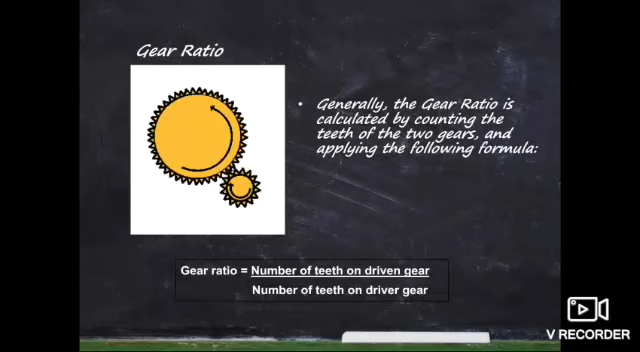 Gear Ratio
• Generally, the Gear Ratio is
calculated by counting the
teeth of the two gears, and
applying the following formula:
Gear ratio = Number of teeth on driven gear
Number of teeth on driver gear
V RECORDER